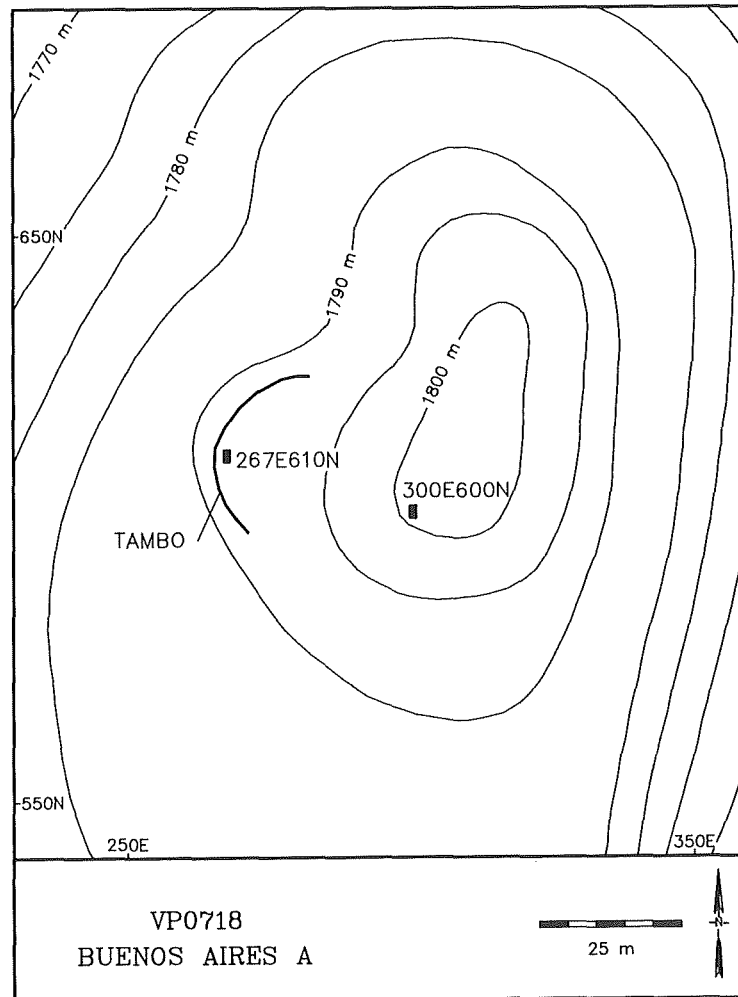 1770 m
1780 m
650N
1790 m
1800 m
267E610N
300E600N
TAMBO
550N
250E
350E
VP0718
BUENOS AIRES A
25 m
N